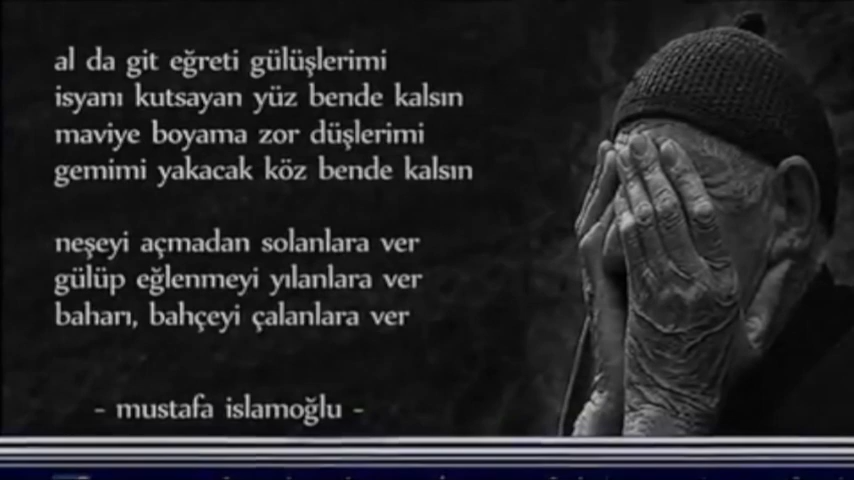 al da git eğreti gülüşlerimi
isyanı kutsayan yüz bende kalsın
maviye boyama zor düşlerimi
gemimi yakacak köz bende kalsın
neşeyi açmadan solanlara ver
gülüp eğlenmeyi yılanlara ver
baharı, bahçeyi çalanlara ver
- mustafa islamoğlu -